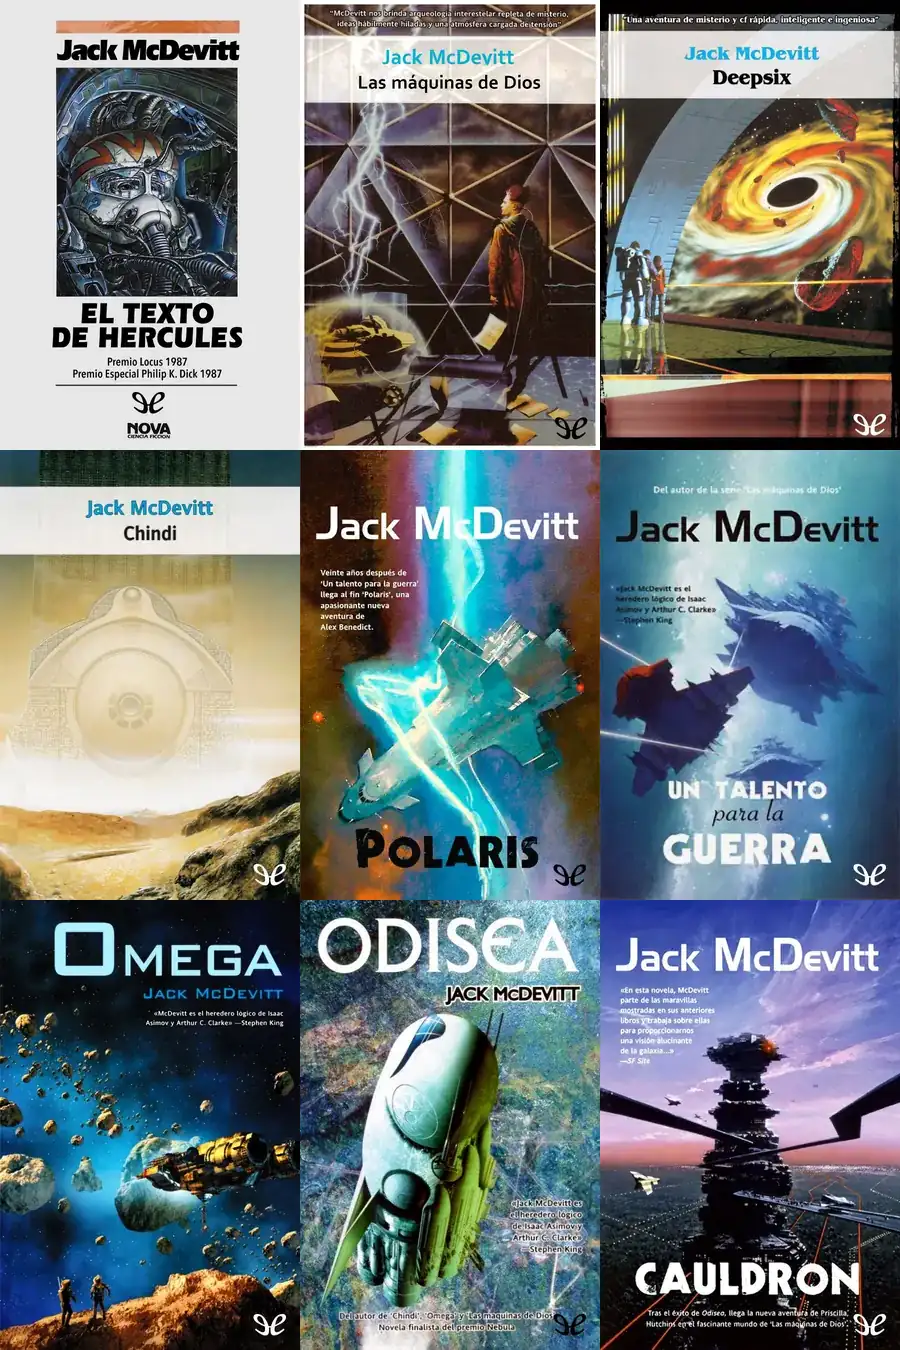 Jack McDevitt
EL TEXTO
DE HERCULES
Premio Locus 1987
Premio Especial Philip K. Dick 1987
NOVA
CIENCIA FICCION
"McDevitt nos brinda arqueología interestelar repleta de misterio,
ideas hábilmente hiladas y una atmósfera cargada de tensión"
Jack McDevitt
Las máquinas de Dios
"Una aventura de misterio y cf rápida, inteligente e ingeniosa"
Jack McDevitt
Deepsix
Jack McDevitt
Chindi
Jack McDevitt
Veinte años después de
'Un talento para la guerra'
llega al fin 'Polaris', una
apasionante nueva
aventura de
Alex Benedict.
POLARIS
Del autor de la serie 'Las máquinas de Dios'
Jack McDevitt
«Jack McDevitt es el
heredero lógico de Isaac
Asimov y Arthur C. Clarke»
—Stephen King
UN TALENTO
para la
GUERRA
OMEGA
JACK MCDEVITT
«McDevitt es el heredero lógico de Isaac
Asimov y Arthur C. Clarke» —Stephen King
ODISEA
JACK McDEVITT
«Jack McDevitt es
el heredero lógico
de Isaac Asimov y
Arthur C. Clarke»
—Stephen King
Del autor de 'Chindi', 'Omega' y 'Las máquinas de Dios'
Novela finalista del premio Nebula
Jack McDevitt
«En esta novela, McDevitt
parte de las maravillas
mostradas en sus anteriores
libros y trabaja sobre ellas
para proporcionarnos
una visión alucinante
de la galaxia...»
—SF Site
CAULDRON
Tras el éxito de Odisea, llega la nueva aventura de Priscilla
Hutchins en el fascinante mundo de 'Las máquinas de Dios'.